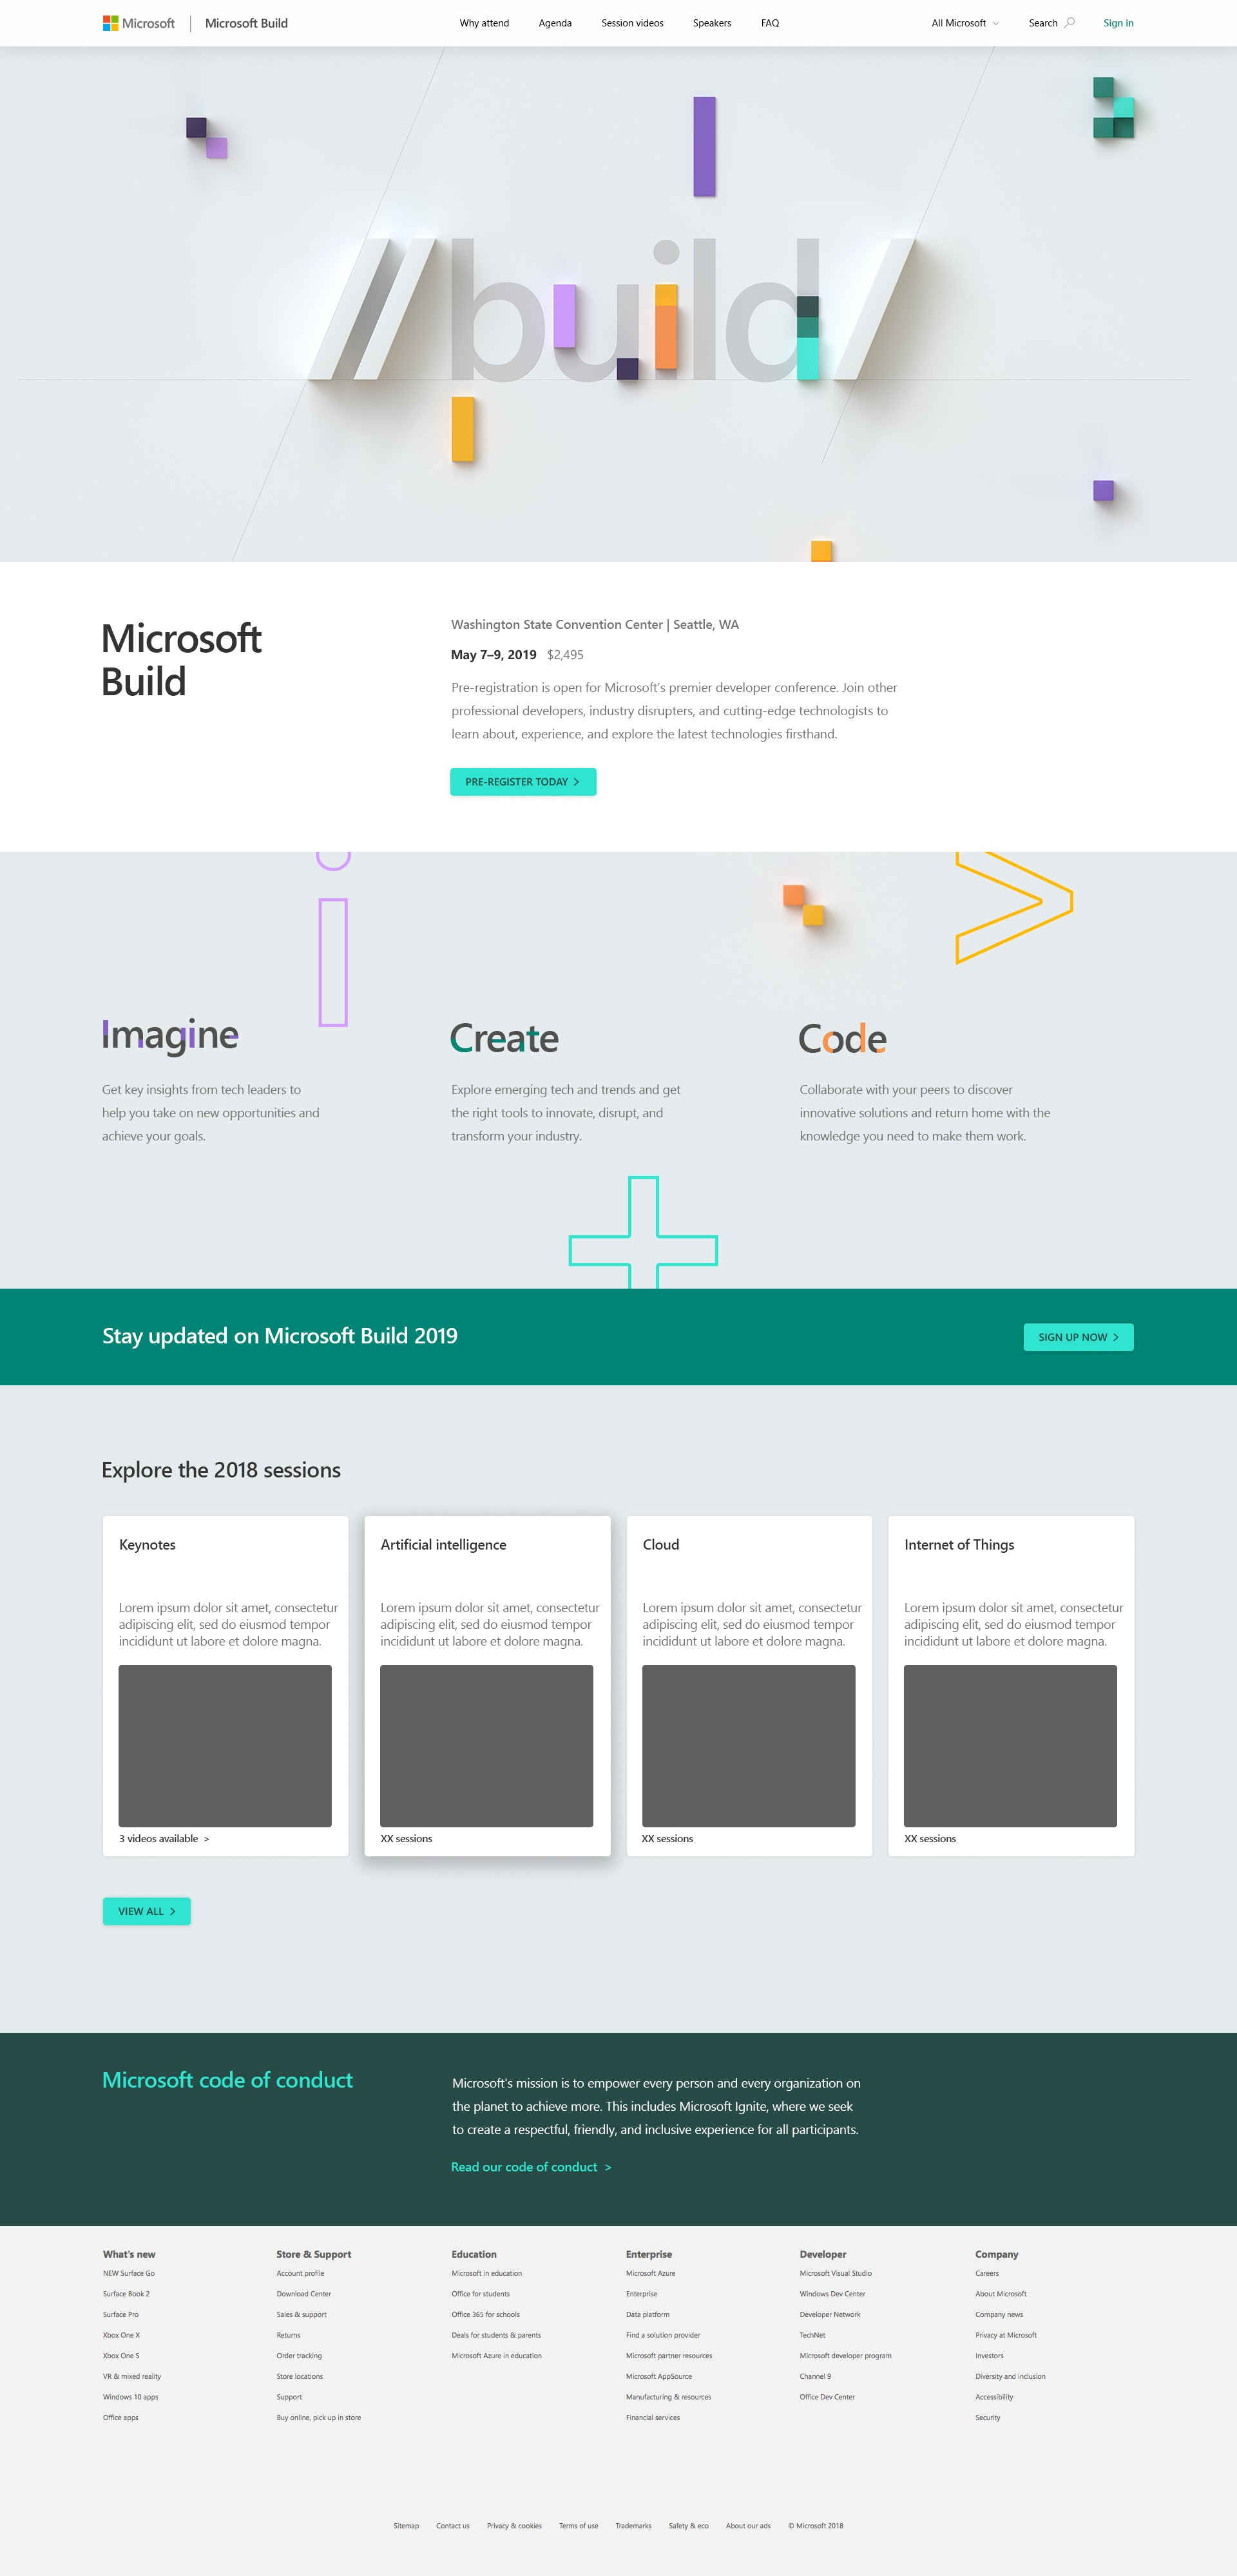 Microsoft | Microsoft Build
Why attend Agenda Session videos Speakers FAQ
All Microsoft Search Sign in
//build/
Microsoft
Build
Washington State Convention Center | Seattle, WA
May 7–9, 2019 $2,495
Pre-registration is open for Microsoft's premier developer conference. Join other
professional developers, industry disrupters, and cutting-edge technologists to
learn about, experience, and explore the latest technologies firsthand.
PRE-REGISTER TODAY >
Imagine
Get key insights from tech leaders to
help you take on new opportunities and
achieve your goals.
Create
Explore emerging tech and trends and get
the right tools to innovate, disrupt, and
transform your industry.
Code
Collaborate with your peers to discover
innovative solutions and return home with the
knowledge you need to make them work.
Stay updated on Microsoft Build 2019
SIGN UP NOW >
Explore the 2018 sessions
Keynotes
Lorem ipsum dolor sit amet, consectetur
adipiscing elit, sed do eiusmod tempor
incididunt ut labore et dolore magna.
3 videos available >
Artificial intelligence
Lorem ipsum dolor sit amet, consectetur
adipiscing elit, sed do eiusmod tempor
incididunt ut labore et dolore magna.
XX sessions
Cloud
Lorem ipsum dolor sit amet, consectetur
adipiscing elit, sed do eiusmod tempor
incididunt ut labore et dolore magna.
XX sessions
Internet of Things
Lorem ipsum dolor sit amet, consectetur
adipiscing elit, sed do eiusmod tempor
incididunt ut labore et dolore magna.
XX sessions
VIEW ALL >
Microsoft code of conduct
Microsoft's mission is to empower every person and every organization on
the planet to achieve more. This includes Microsoft Ignite, where we seek
to create a respectful, friendly, and inclusive experience for all participants.
Read our code of conduct >
What's new
NEW Surface Go
Surface Book 2
Surface Pro
Xbox One X
Xbox One S
VR & mixed reality
Windows 10 apps
Office apps
Store & Support
Account profile
Download Center
Sales & support
Returns
Order tracking
Store locations
Support
Buy online, pick up in store
Education
Microsoft in education
Office for students
Office 365 for schools
Deals for students & parents
Microsoft Azure in education
Enterprise
Microsoft Azure
Enterprise
Data platform
Find a solution provider
Microsoft partner resources
Microsoft AppSource
Manufacturing & resources
Financial services
Developer
Microsoft Visual Studio
Windows Dev Center
Developer Network
TechNet
Microsoft developer program
Channel 9
Office Dev Center
Company
Careers
About Microsoft
Company news
Privacy at Microsoft
Investors
Diversity and inclusion
Accessibility
Security
Sitemap Contact us Privacy & cookies Terms of use Trademarks Safety & eco About our ads © Microsoft 2018